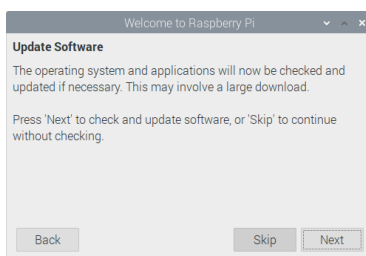 Welcome to Raspberry Pi
Update Software
The operating system and applications will now be checked and
updated if necessary. This may involve a large download.
Press 'Next' to check and update software, or 'Skip' to continue
without checking.
Back
Skip
Next